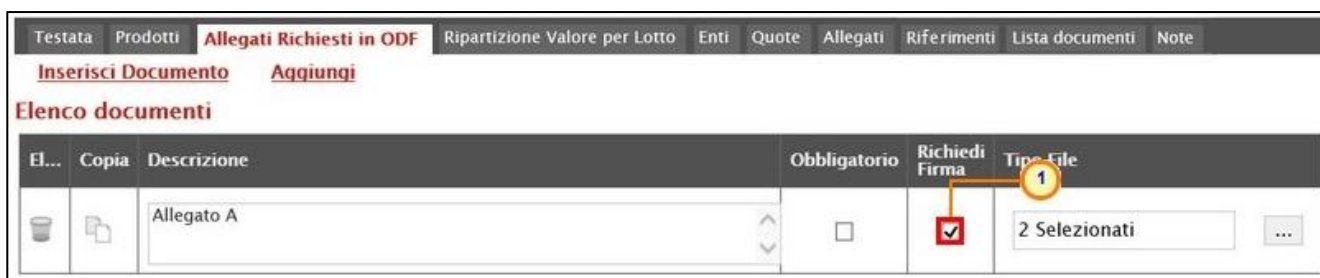 Testata Prodotti Allegati Richiesti in ODF Ripartizione Valore per Lotto Enti Quote Allegati Riferimenti Lista documenti Note
Inserisci Documento Aggiungi
Elenco documenti
El... Copia Descrizione Obbligatorio Richiedi Firma Tipo File
1
Allegato A 2 Selezionati ...